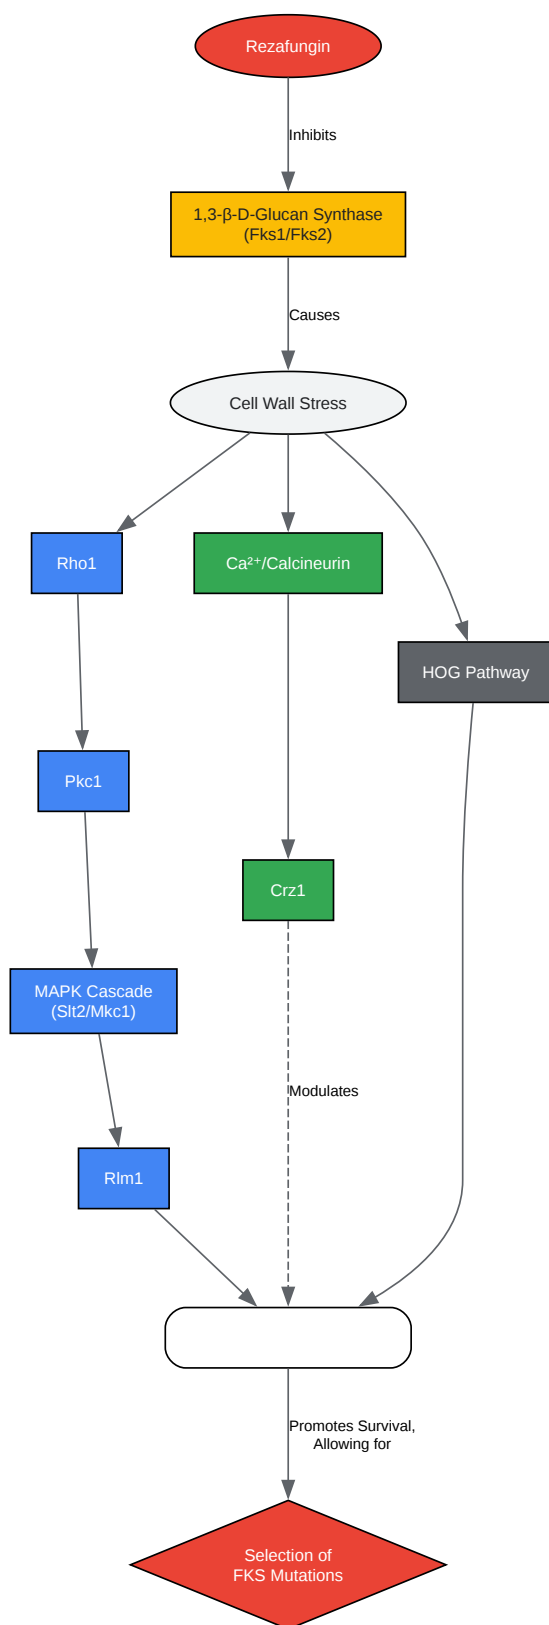 Rezafungin
Inhibits
1,3-β-D-Glucan Synthase
(Fks1/Fks2)
Causes
Cell Wall Stress
Rho1
Ca²⁺/Calcineurin
HOG Pathway
Pkc1
Crz1
MAPK Cascade
(Slt2/Mkc1)
Modulates
Rlm1
Promotes Survival,
Allowing for
Selection of
FKS Mutations